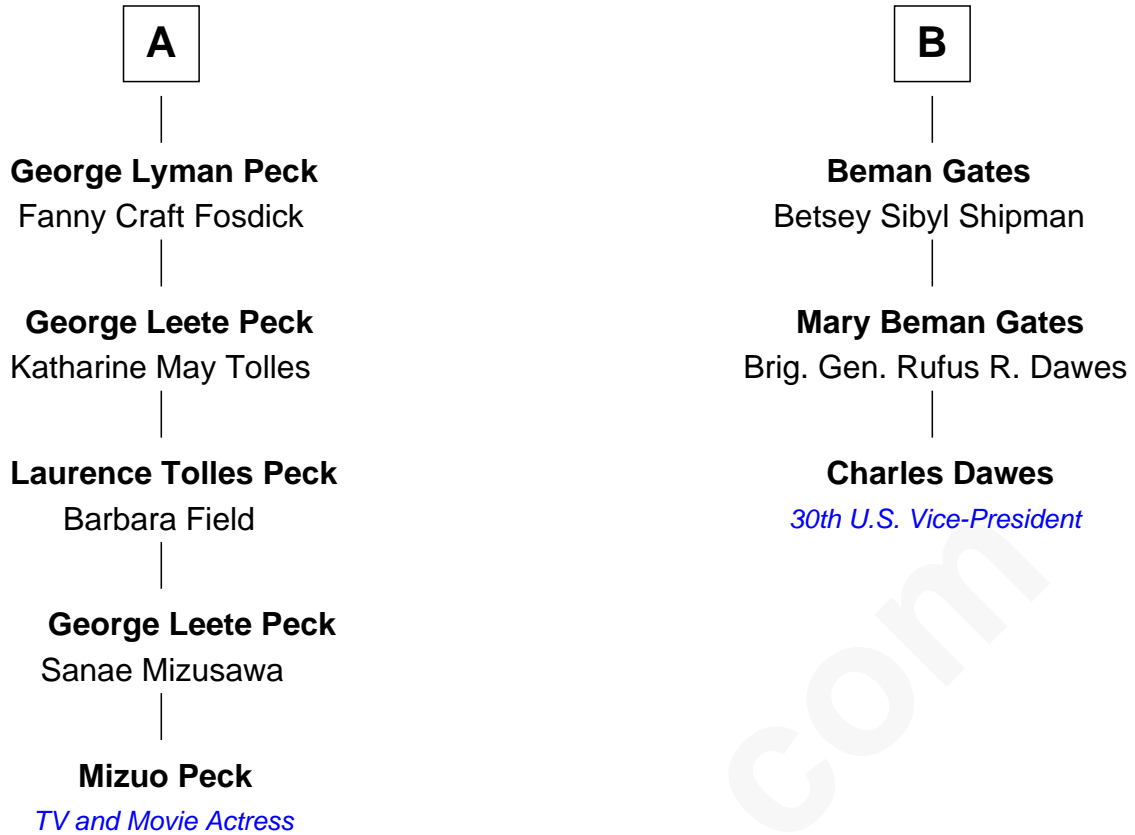 A
B
George Lyman Peck
Fanny Craft Fosdick
Beman Gates
Betsey Sibyl Shipman
George Leete Peck
Katharine May Tolles
Mary Beman Gates
Brig. Gen. Rufus R. Dawes
Laurence Tolles Peck
Barbara Field
Charles Dawes
30th U.S. Vice-President
George Leete Peck
Sanae Mizusawa
Mizuo Peck
TV and Movie Actress
com